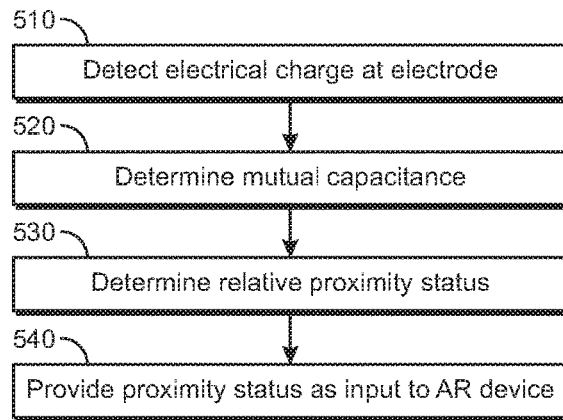 510
Detect electrical charge at electrode
520
Determine mutual capacitance
530
Determine relative proximity status
540
Provide proximity status as input to AR device